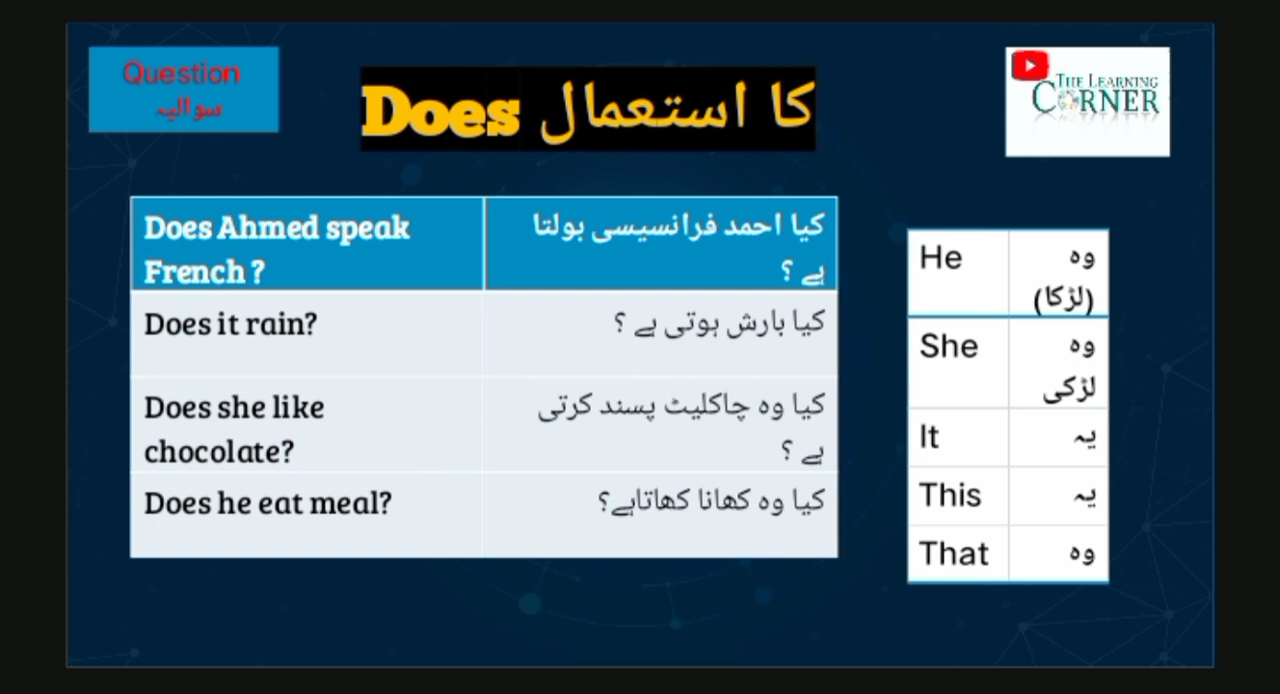 Question
سوالیہ
Does کا استعمال
THE LEARNING
CORNER
Does Ahmed speak
French ?
کیا احمد فرانسیسی بولتا
ہے ؟
Does it rain?
کیا بارش ہوتی ہے ؟
Does she like
chocolate?
کیا وہ چاکلیٹ پسند کرتی
ہے ؟
Does he eat meal?
کیا وہ کھانا کھاتاہے؟
He
وہ
(لڑکا)
She
وہ
لڑکی
It
یہ
This
یہ
That
وہ